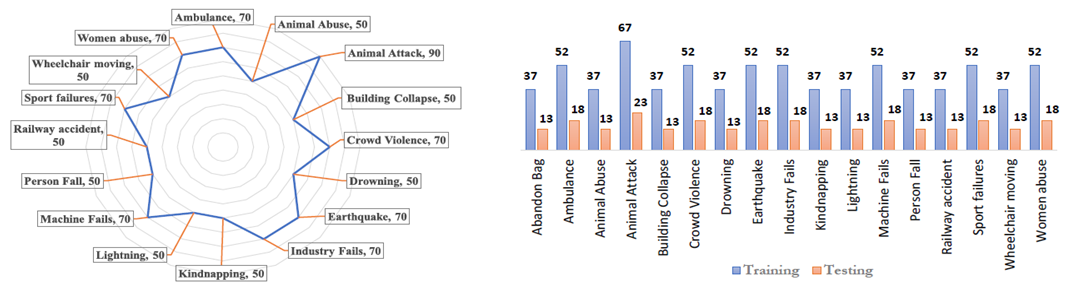 Ambulance, 70
Animal Abuse, 50
Animal Attack, 90
Building Collapse, 50
Crowd Violence, 70
Drowning, 50
Earthquake, 70
Industry Fails, 70
Kindnapping, 50
Lightning, 50
Machine Fails, 70
Person Fall, 50
Railway accident,
50
Sport failures, 70
Wheelchair moving,
50
Women abuse, 70
37
13
52
18
37
13
67
23
37
13
52
18
37
13
52
18
52
18
37
13
37
13
52
18
37
13
37
13
52
18
37
13
52
18
Abandon Bag
Ambulance
Animal Abuse
Animal Attack
Building Collapse
Crowd Violence
Drowning
Earthquake
Industry Fails
Kindnapping
Lightning
Machine Fails
Person Fall
Railway accident
Sport failures
Wheelchair moving
Women abuse
Training
Testing